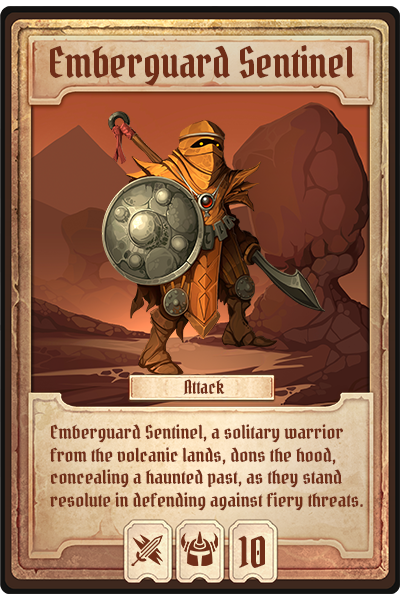 Emberguard Sentinel
Attack
Emberguard Sentinel, a solitary warrior
from the volcanic lands, dons the hood,
concealing a haunted past, as they stand
resolute in defending against fiery threats.
10